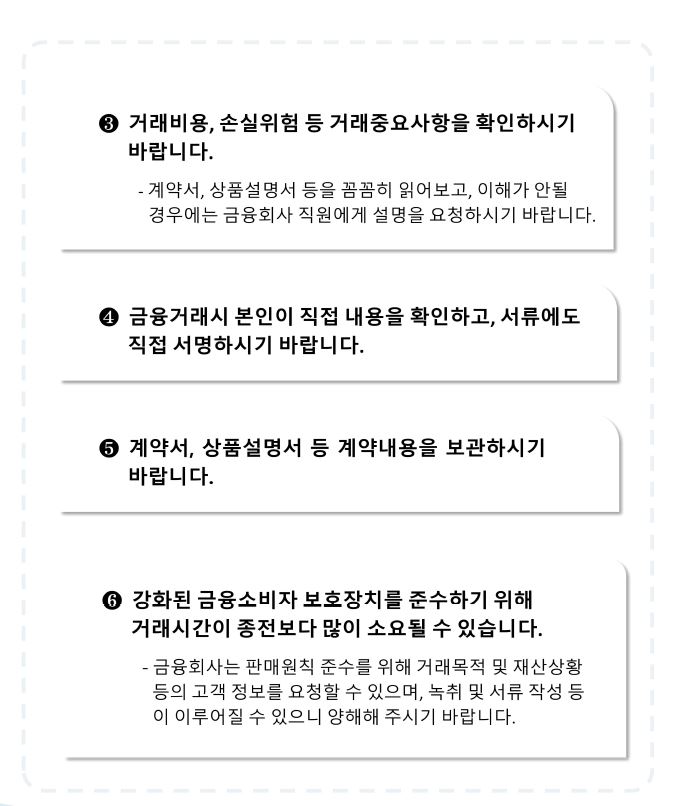 ❸ 거래비용, 손실위험 등 거래중요사항을 확인하시기
바랍니다.
- 계약서, 상품설명서 등을 꼼꼼히 읽어보고, 이해가 안될
경우에는 금융회사 직원에게 설명을 요청하시기 바랍니다.
❹ 금융거래시 본인이 직접 내용을 확인하고, 서류에도
직접 서명하시기 바랍니다.
❺ 계약서, 상품설명서 등 계약내용을 보관하시기
바랍니다.
❻ 강화된 금융소비자 보호장치를 준수하기 위해
거래시간이 종전보다 많이 소요될 수 있습니다.
- 금융회사는 판매원칙 준수를 위해 거래목적 및 재산상황
등의 고객 정보를 요청할 수 있으며, 녹취 및 서류 작성 등
이 이루어질 수 있으니 양해해 주시기 바랍니다.